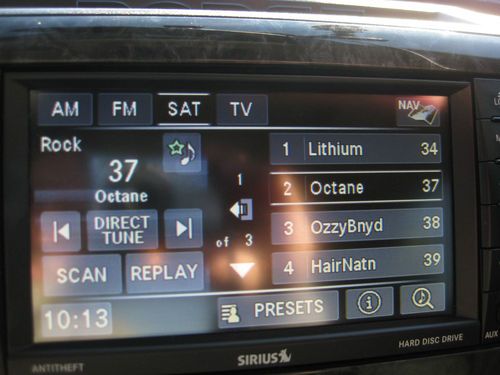 AM FM SAT TV NAV
Rock
37
Octane
DIRECT
TUNE
SCAN REPLAY
10:13
1
of 3
1 Lithium 34
2 Octane 37
3 OzzyBnyd 38
4 HairNatn 39
PRESETS
ANTITHEFT
SIRIUS
HARD DISC DRIVE
AUX